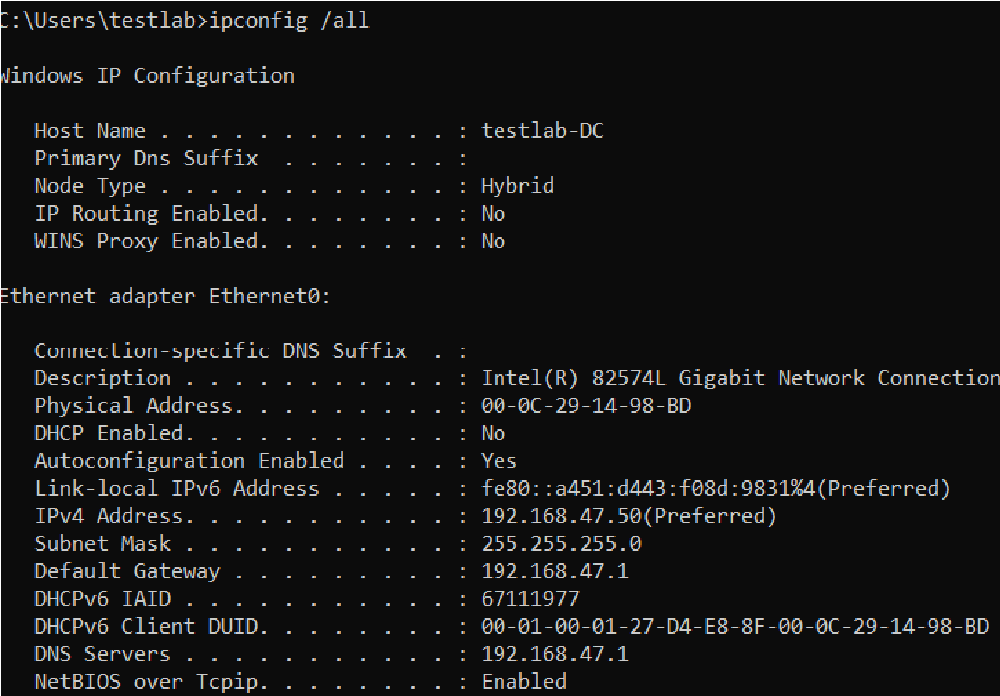 C:\Users\testlab>ipconfig /all
Windows IP Configuration
Host Name . . . . . . . . . . . . : testlab-DC
Primary Dns Suffix  . . . . . . . :
Node Type . . . . . . . . . . . . : Hybrid
IP Routing Enabled. . . . . . . . : No
WINS Proxy Enabled. . . . . . . . : No
Ethernet adapter Ethernet0:
Connection-specific DNS Suffix  . :
Description . . . . . . . . . . . : Intel(R) 82574L Gigabit Network Connection
Physical Address. . . . . . . . . : 00-0C-29-14-98-BD
DHCP Enabled. . . . . . . . . . . : No
Autoconfiguration Enabled . . . . : Yes
Link-local IPv6 Address . . . . . : fe80::a451:d443:f08d:9831%4(Preferred)
IPv4 Address. . . . . . . . . . . : 192.168.47.50(Preferred)
Subnet Mask . . . . . . . . . . . : 255.255.255.0
Default Gateway . . . . . . . . . : 192.168.47.1
DHCPv6 IAID . . . . . . . . . . . : 67111977
DHCPv6 Client DUID. . . . . . . . : 00-01-00-01-27-D4-E8-8F-00-0C-29-14-98-BD
DNS Servers . . . . . . . . . . . : 192.168.47.1
NetBIOS over Tcpip. . . . . . . . : Enabled